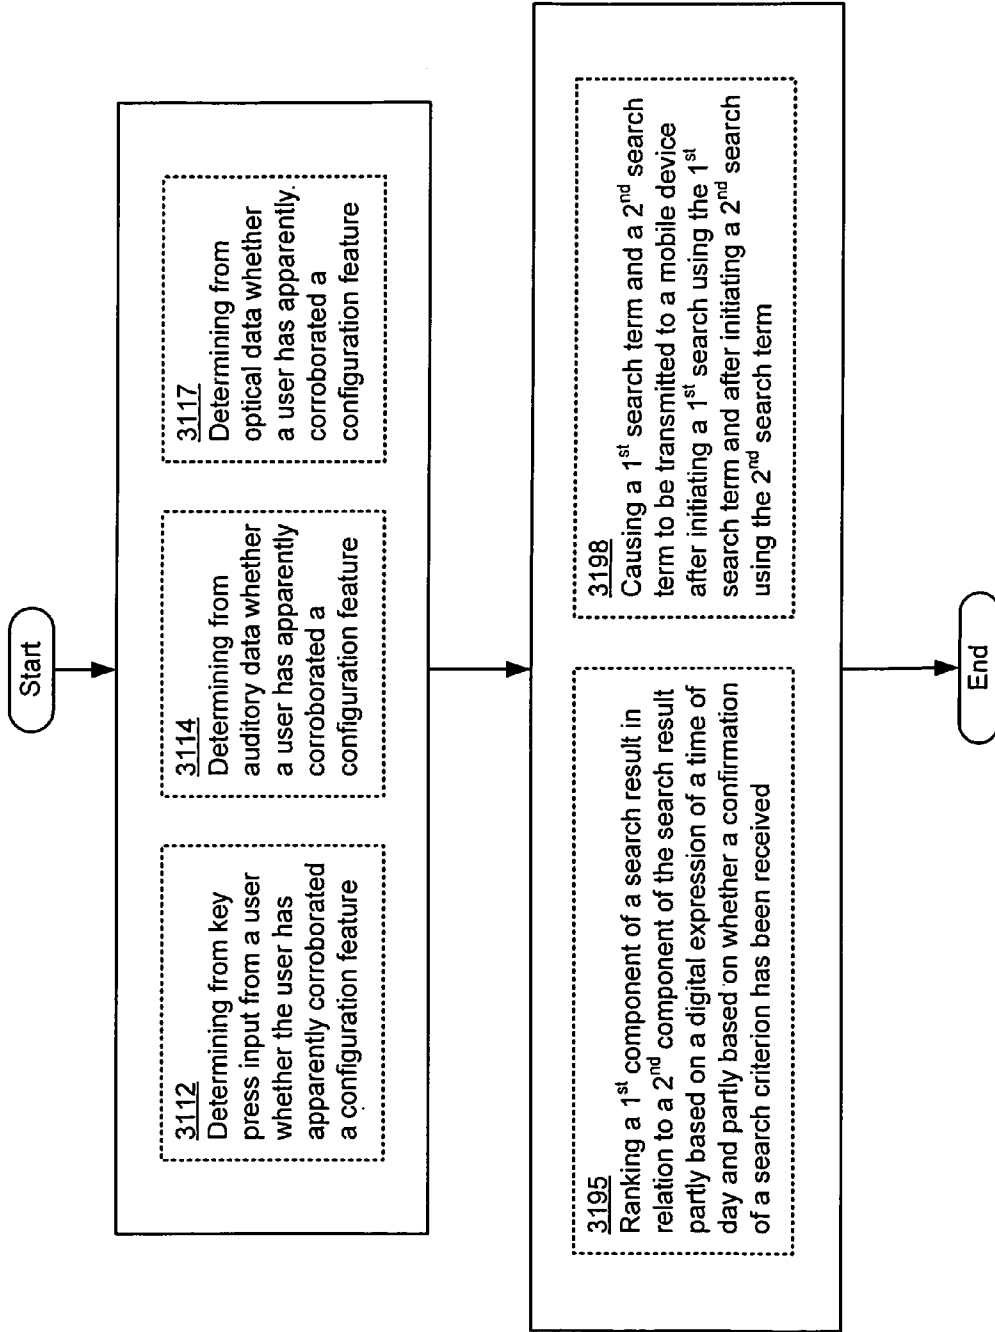 Start
3112
Determining from key
press input from a user
whether the user has
apparently corroborated
a configuration feature
3114
Determining from
auditory data whether
a user has apparently
corroborated a
configuration feature
3117
Determining from
optical data whether
a user has apparently
corroborated a
configuration feature
3195
Ranking a 1st component of a search result in
relation to a 2nd component of the search result
partly based on a digital expression of a time of
day and partly based on whether a confirmation
of a search criterion has been received
3198
Causing a 1st search term and a 2nd search
term to be transmitted to a mobile device
after initiating a 1st search using the 1st
search term and after initiating a 2nd search
using the 2nd search term
End